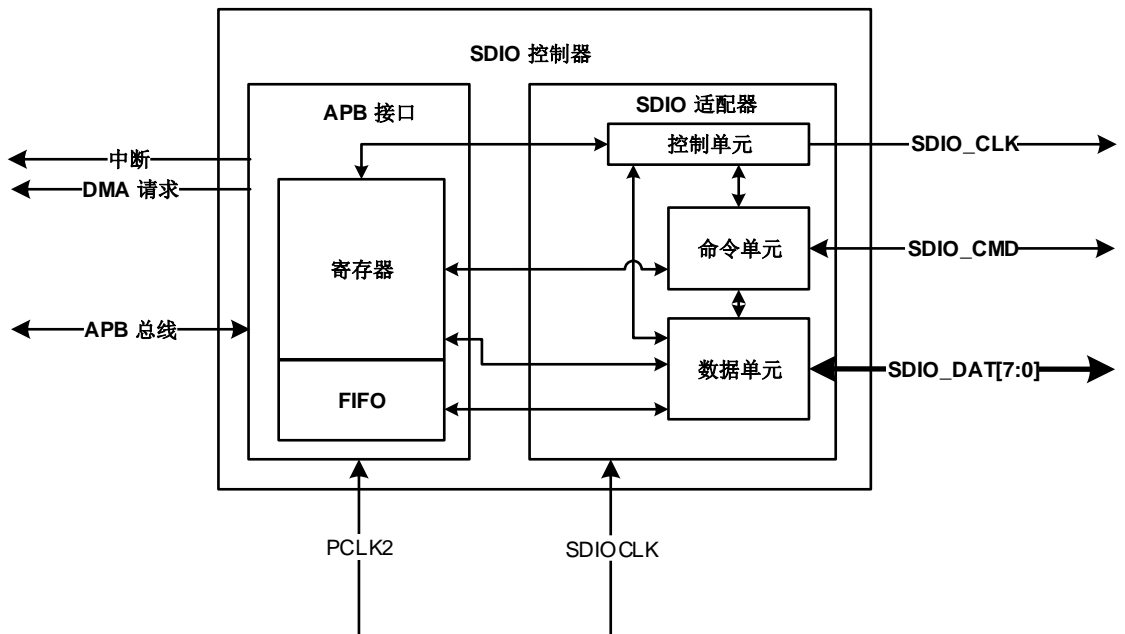 SDIO 控制器
APB 接口
SDIO 适配器
控制单元
SDIO_CLK
中断
DMA 请求
寄存器
命令单元
SDIO_CMD
APB 总线
数据单元
SDIO_DAT[7:0]
FIFO
PCLK2
SDIOCLK